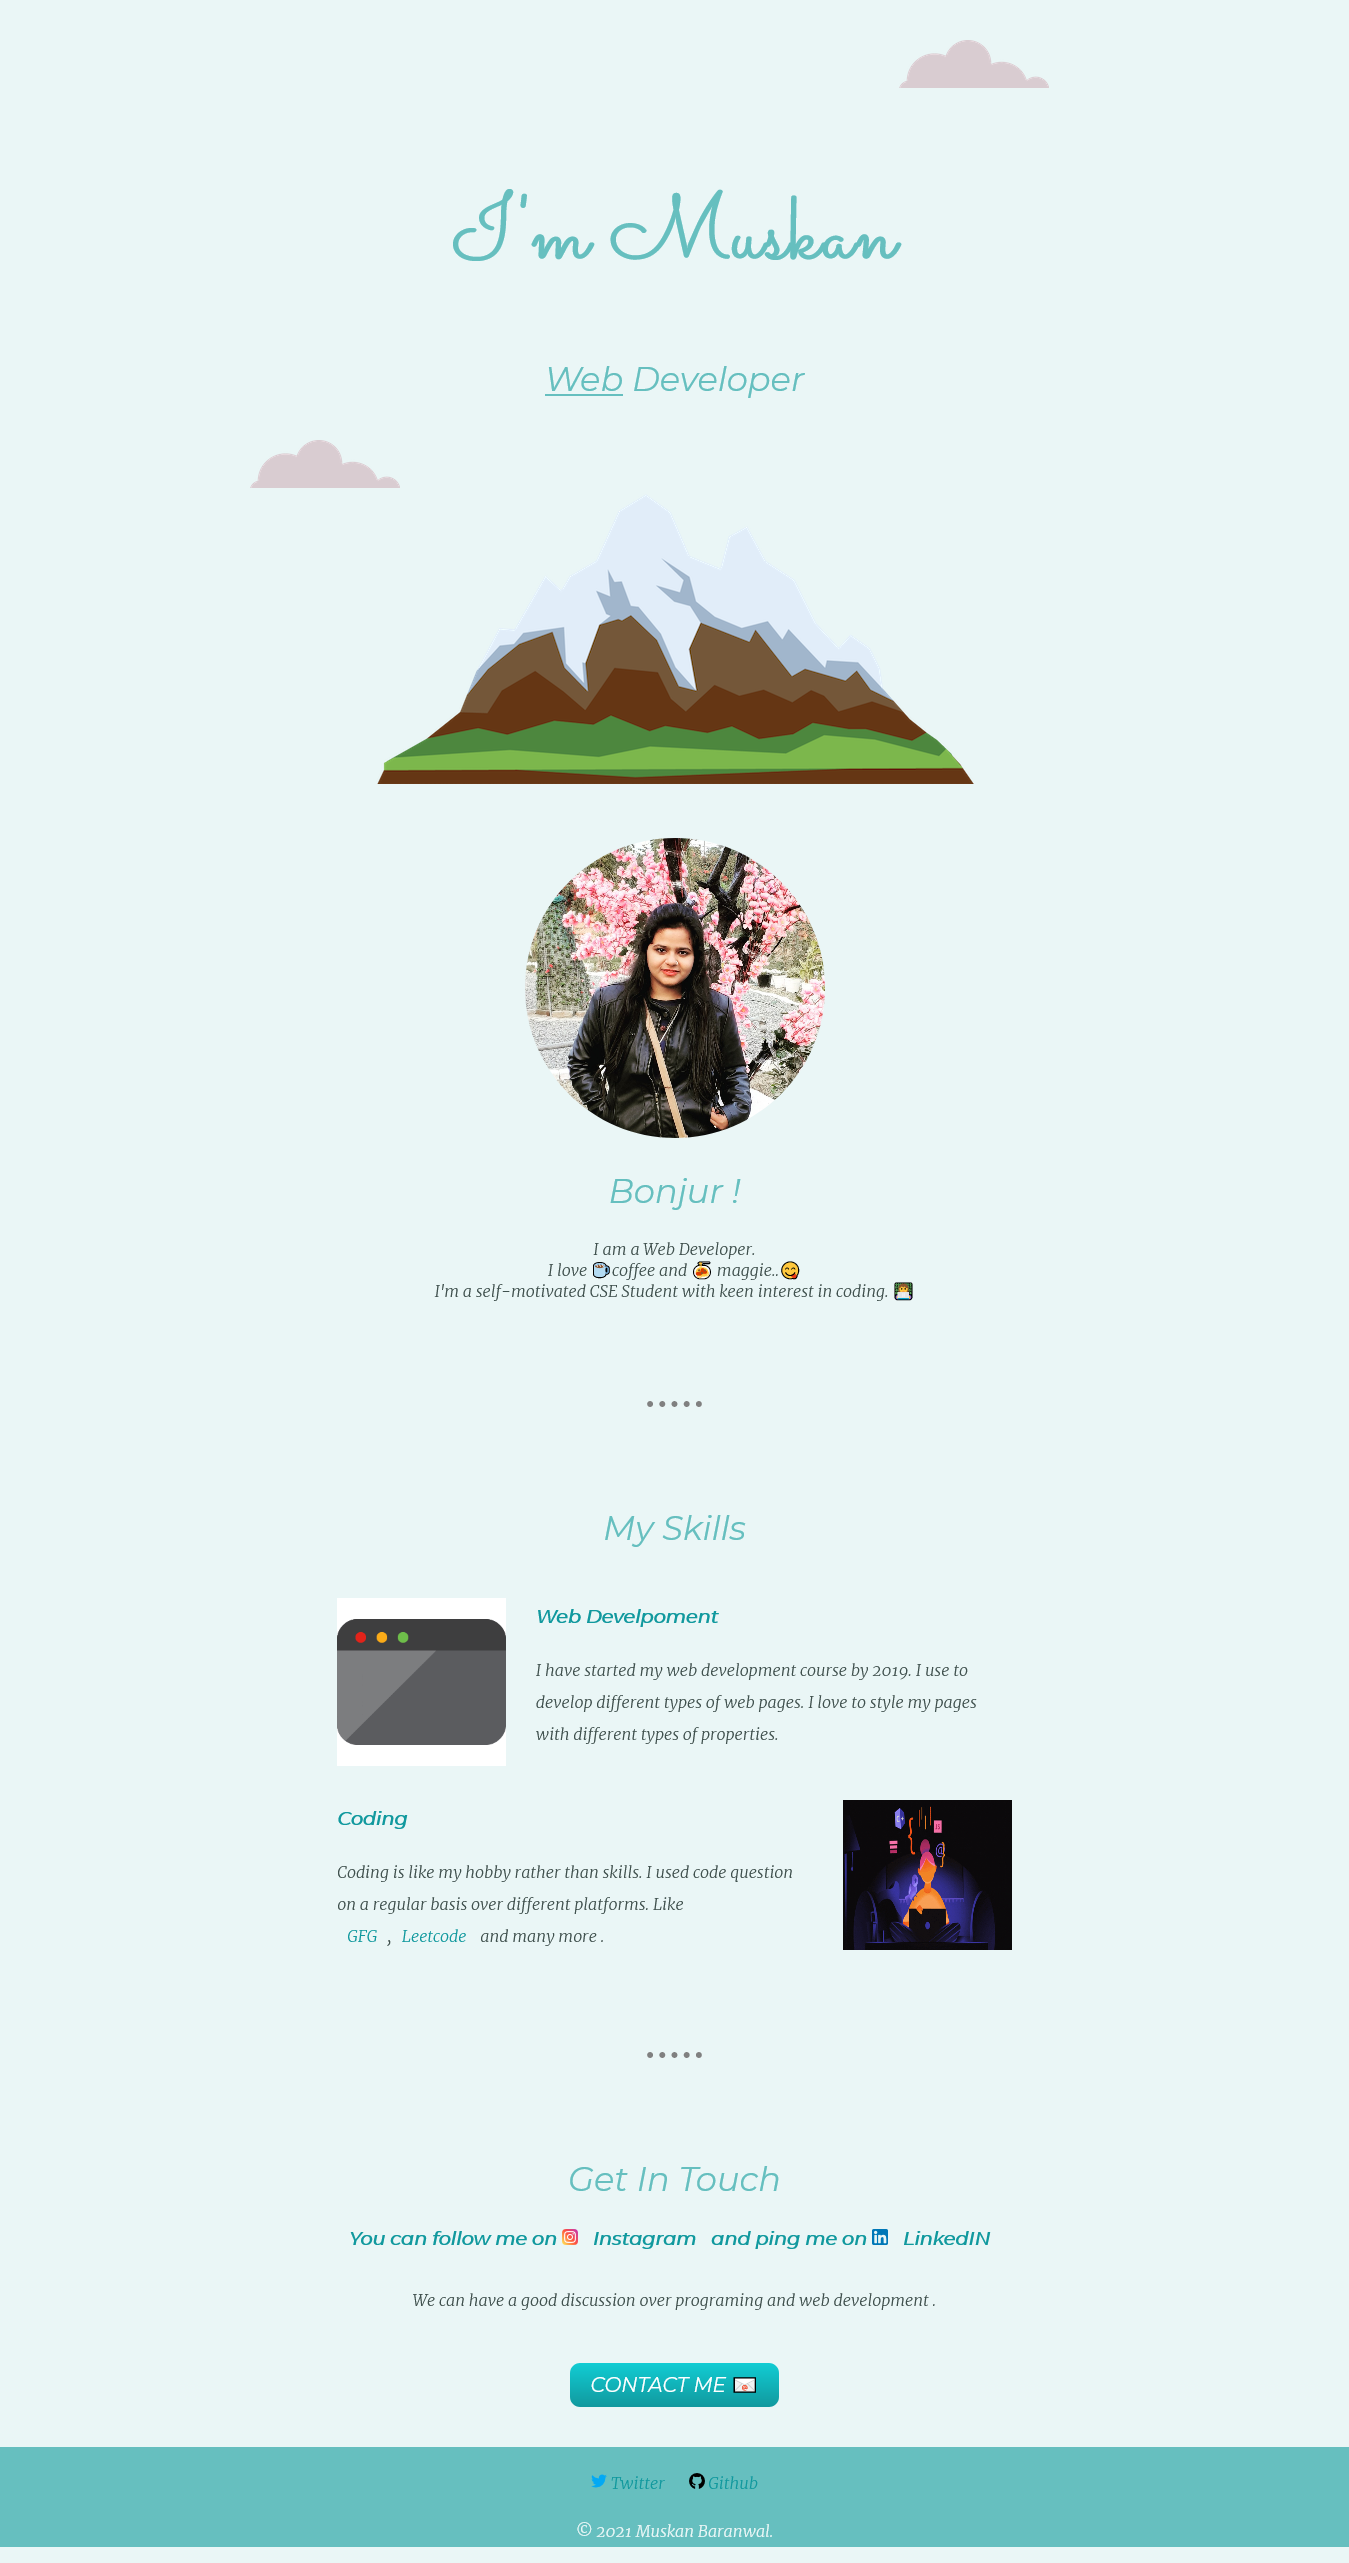 I'm Muskan
Web Developer
Bonjur !
I am a Web Developer.
I love ☕coffee and 🍝 maggie..😋
I'm a self-motivated CSE Student with keen interest in coding. 👩‍💻
•••••
My Skills
Web Develpoment
I have started my web development course by 2019. I use to
develop different types of web pages. I love to style my pages
with different types of properties.
Coding
Coding is like my hobby rather than skills. I used code question
on a regular basis over different platforms. Like
GFG , Leetcode and many more .
•••••
Get In Touch
You can follow me on Instagram and ping me on LinkedIN
We can have a good discussion over programing and web development .
CONTACT ME 💌
Twitter Github
© 2021 Muskan Baranwal.